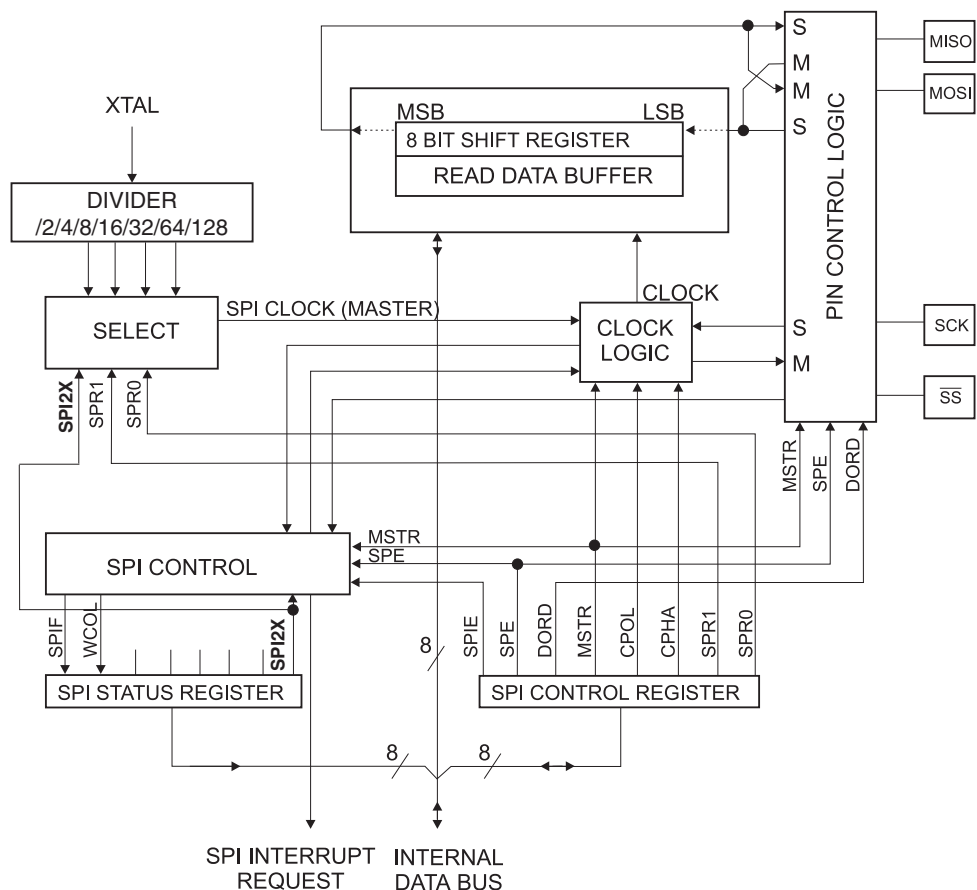 S
MISO
M
XTAL
MSB
LSB
M
MOSI
8 BIT SHIFT REGISTER
S
READ DATA BUFFER
DIVIDER
/2/4/8/16/32/64/128
PIN CONTROL LOGIC
SPI CLOCK (MASTER)
CLOCK
SELECT
CLOCK
LOGIC
S
SCK
M
SPI2X
SPR1
SPR0
SS
MSTR
SPE
DORD
MSTR
SPE
SPI CONTROL
SPIF
WCOL
SPI2X
8
SPIE
SPE
DORD
MSTR
CPOL
CPHA
SPR1
SPR0
SPI STATUS REGISTER
SPI CONTROL REGISTER
8
8
SPI INTERRUPT
REQUEST
INTERNAL
DATA BUS